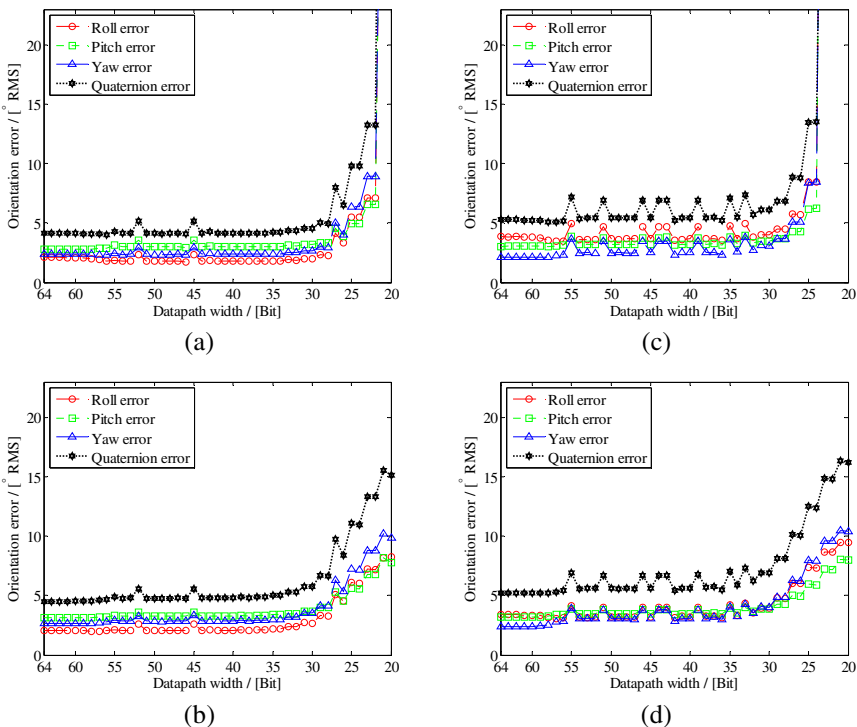 Roll error
Pitch error
Yaw error
Quaternion error
Orientation error / [° RMS]
20
15
10
5
0
64 60 55 50 45 40 35 30 25 20
Datapath width / [Bit]
(a)
Roll error
Pitch error
Yaw error
Quaternion error
Orientation error / [° RMS]
20
15
10
5
0
64 60 55 50 45 40 35 30 25 20
Datapath width / [Bit]
(c)
Roll error
Pitch error
Yaw error
Quaternion error
Orientation error / [° RMS]
20
15
10
5
0
64 60 55 50 45 40 35 30 25 20
Datapath width / [Bit]
(b)
Roll error
Pitch error
Yaw error
Quaternion error
Orientation error / [° RMS]
20
15
10
5
0
64 60 55 50 45 40 35 30 25 20
Datapath width / [Bit]
(d)